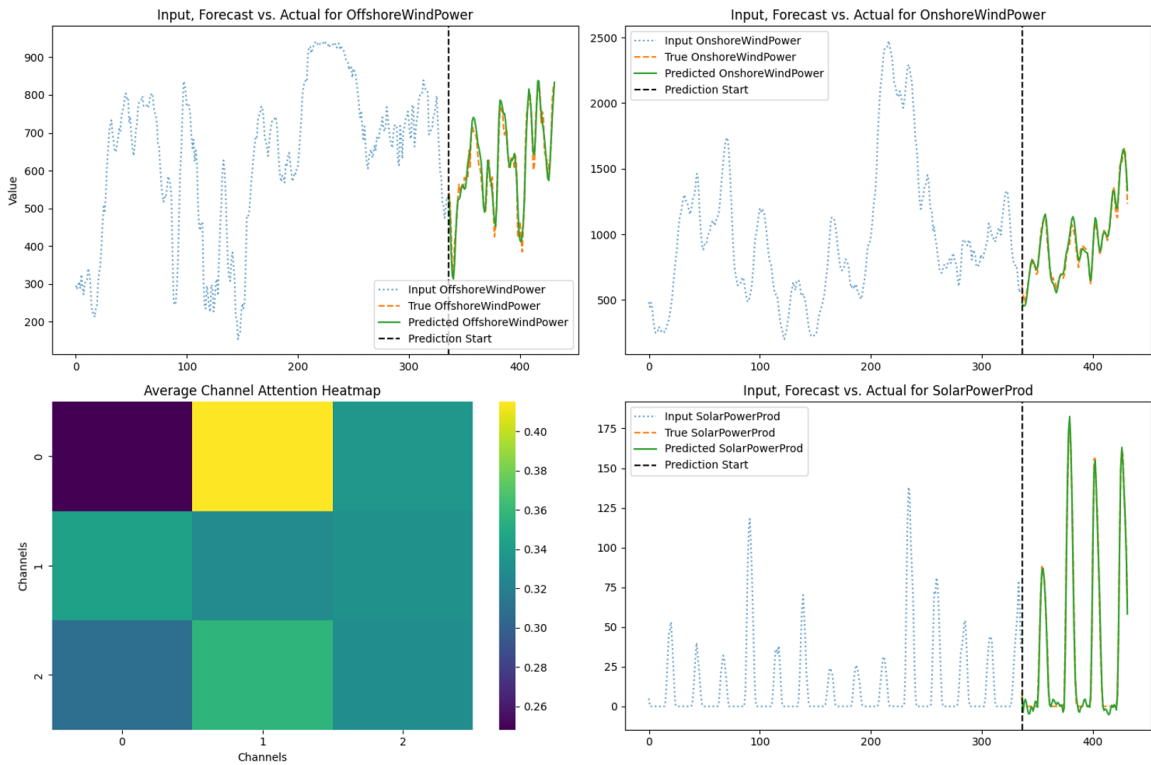 Input, Forecast vs. Actual for OffshoreWindPower
Value
900
800
700
600
500
400
300
200
0
100
200
300
400
Input OffshoreWindPower
True OffshoreWindPower
Predicted OffshoreWindPower
Prediction Start
Input, Forecast vs. Actual for OnshoreWindPower
2500
2000
1500
1000
500
0
100
200
300
400
Input OnshoreWindPower
True OnshoreWindPower
Predicted OnshoreWindPower
Prediction Start
Average Channel Attention Heatmap
Channels
0
1
2
0
1
2
Channels
0.40
0.38
0.36
0.34
0.32
0.30
0.28
0.26
Input, Forecast vs. Actual for SolarPowerProd
175
150
125
100
75
50
25
0
0
100
200
300
400
Input SolarPowerProd
True SolarPowerProd
Predicted SolarPowerProd
Prediction Start